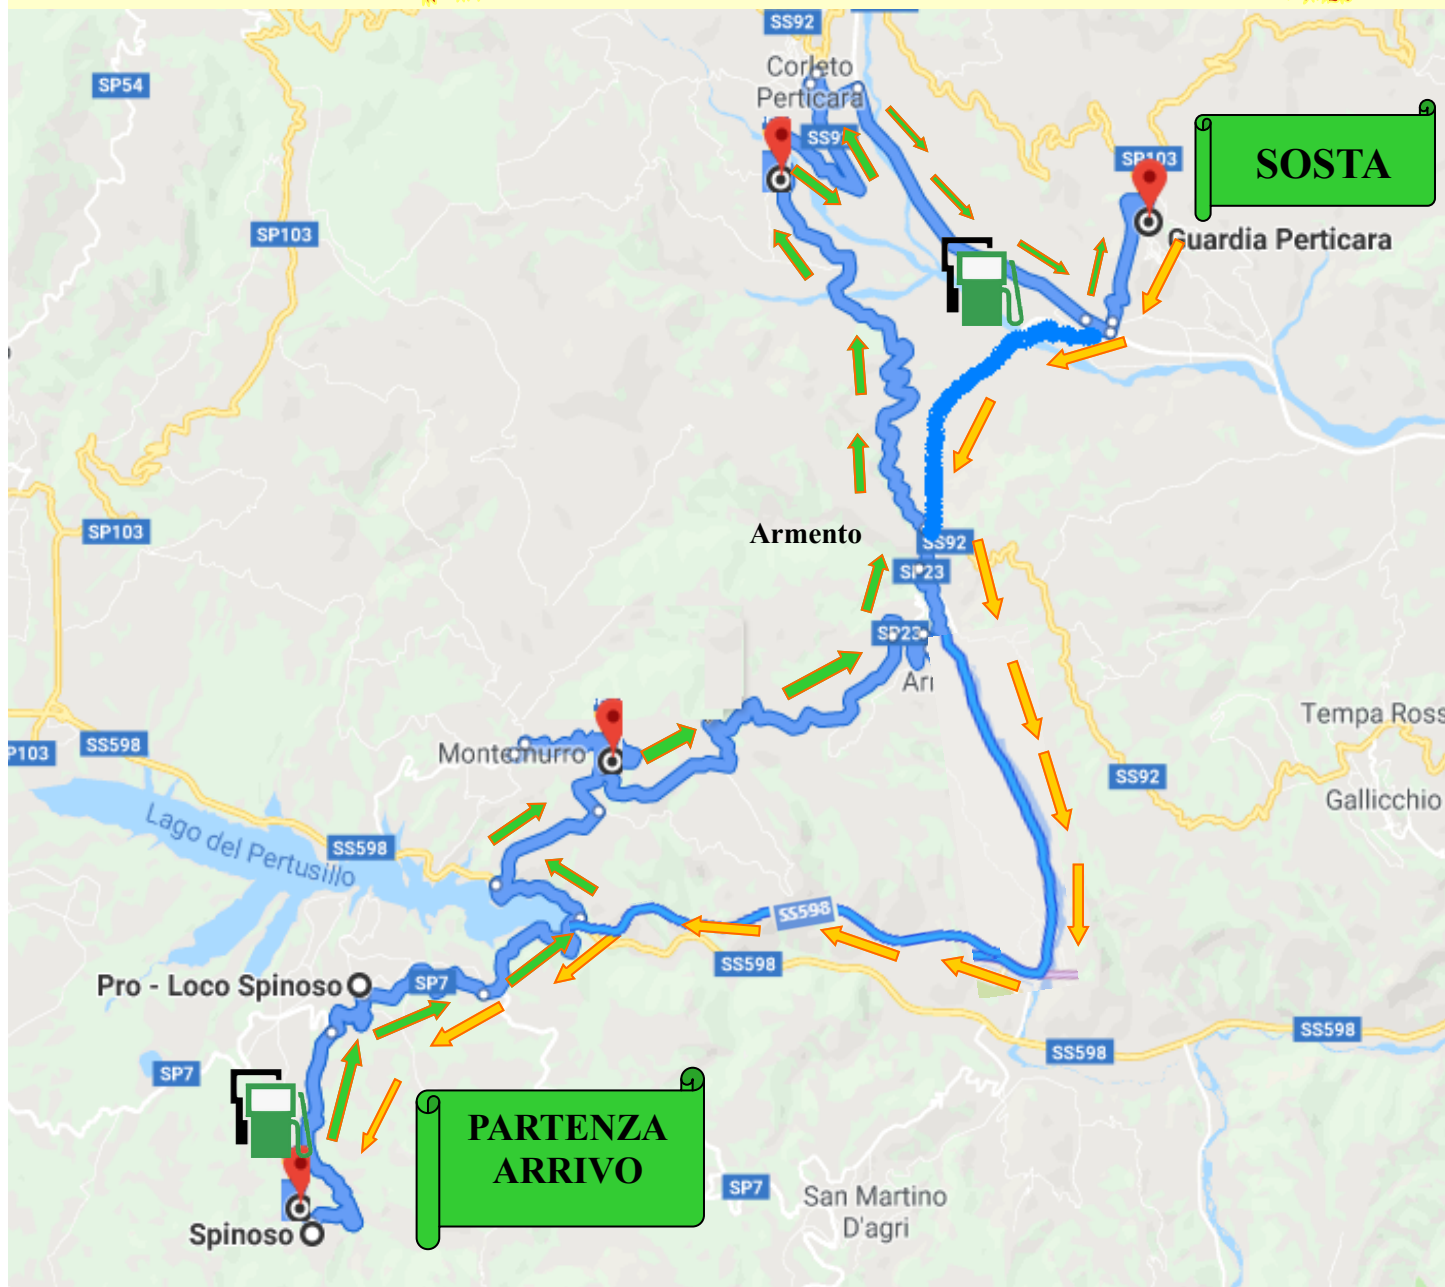 SS92
Corleto
Perticara
SP54
SS92
SP103
SOSTA
Guardia Perticara
SP103
SP103
Armento
SS92
SP23
SP23
Arı
Tempa Ross
P103
SS598
Montemurro
SS92
Gallicchio
Lago del Pertusillo
SS598
SS598
SS598
Pro - Loco Spinoso
SP7
SS598
SS598
SP7
PARTENZA
ARRIVO
SP7
San Martino
D'agri
Spinoso